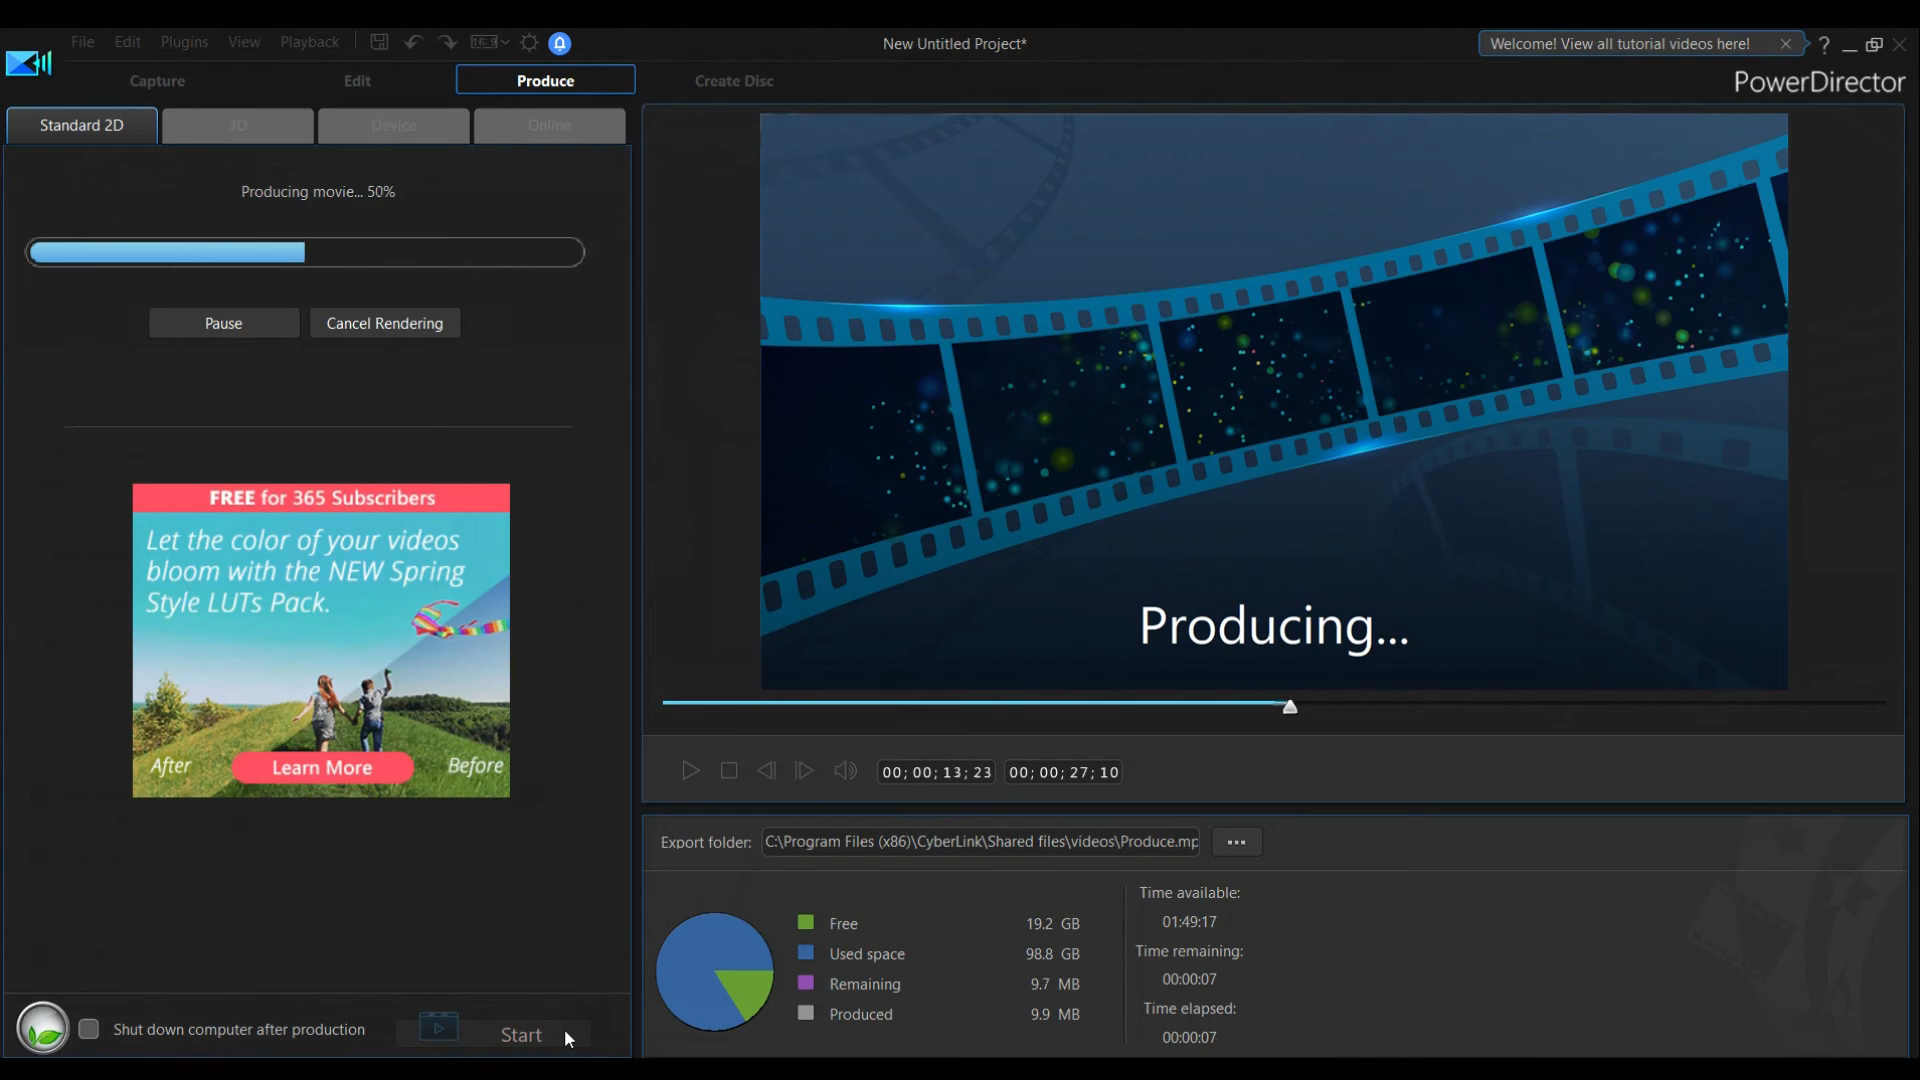 File Edit Plugins View Playback 16:9 New Untitled Project* Welcome! View all tutorial videos here! ?
Capture Edit Produce Create Disc PowerDirector
Standard 2D 3D Device Online
Producing movie... 50%
Pause Cancel Rendering
FREE for 365 Subscribers
Let the color of your videos
bloom with the NEW Spring
Style LUTs Pack.
After Learn More Before
Producing...
00; 00; 13; 23 00; 00; 27; 10
Export folder: C:\Program Files (x86)\CyberLink\Shared files\videos\Produce.mp
Free 19.2 GB
Used space 98.8 GB
Remaining 9.7 MB
Produced 9.9 MB
Time available:
01:49:17
Time remaining:
00:00:07
Time elapsed:
00:00:07
Shut down computer after production Start